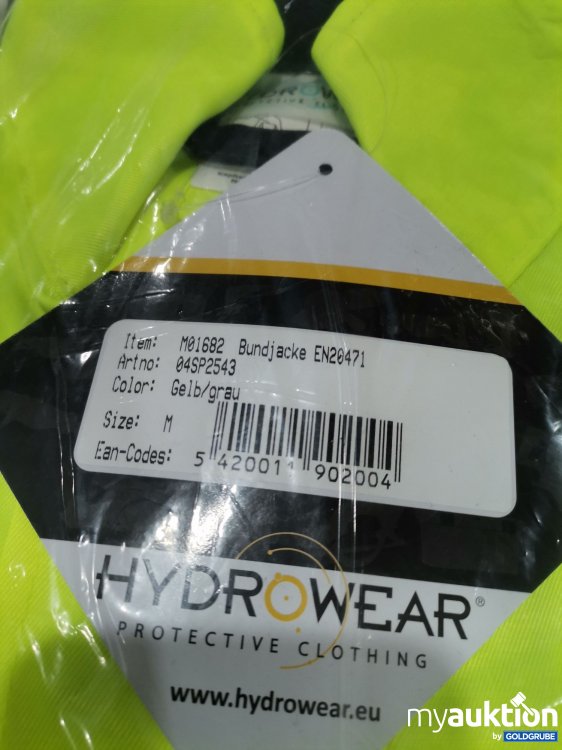 Item: M01682 Bundjacke EN20471
Artno: 04SP2543
Color: Gelb/grau
Size: M
Ean-Codes: 5 420011 902004
HYDROWEAR®
PROTECTIVE CLOTHING
www.hydrowear.eu
myauktion
by GOLDGRUBE